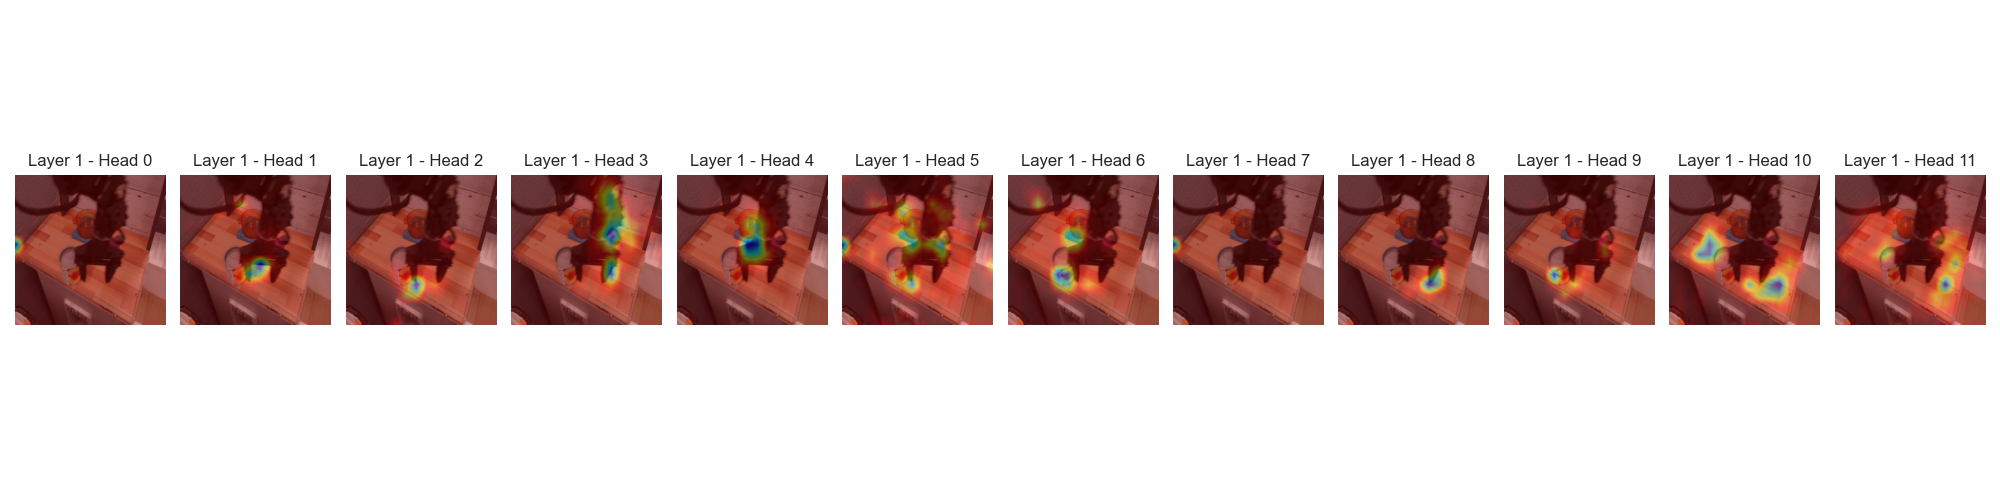 Layer 1 - Head 0
Layer 1 - Head 1
Layer 1 - Head 2
Layer 1 - Head 3
Layer 1 - Head 4
Layer 1 - Head 5
Layer 1 - Head 6
Layer 1 - Head 7
Layer 1 - Head 8
Layer 1 - Head 9
Layer 1 - Head 10
Layer 1 - Head 11